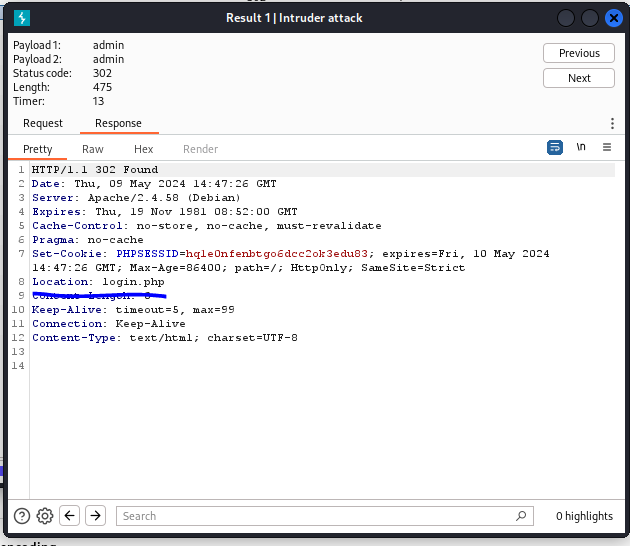 Result 1 | Intruder attack
Payload 1: admin
Payload 2: admin
Status code: 302
Length: 475
Timer: 13
Previous
Next
Request Response
Pretty Raw Hex Render
\n
1 HTTP/1.1 302 Found
2 Date: Thu, 09 May 2024 14:47:26 GMT
3 Server: Apache/2.4.58 (Debian)
4 Expires: Thu, 19 Nov 1981 08:52:00 GMT
5 Cache-Control: no-store, no-cache, must-revalidate
6 Pragma: no-cache
7 Set-Cookie: PHPSESSID=hqle0nfenbtgo6dcc2okr3edu83; expires=Fri, 10 May 2024
14:47:26 GMT; Max-Age=86400; path=/; HttpOnly; SameSite=Strict
8 Location: login.php
9 Content-Length: 0
10 Keep-Alive: timeout=5, max=99
11 Connection: Keep-Alive
12 Content-Type: text/html; charset=UTF-8
13
14
Search
0 highlights